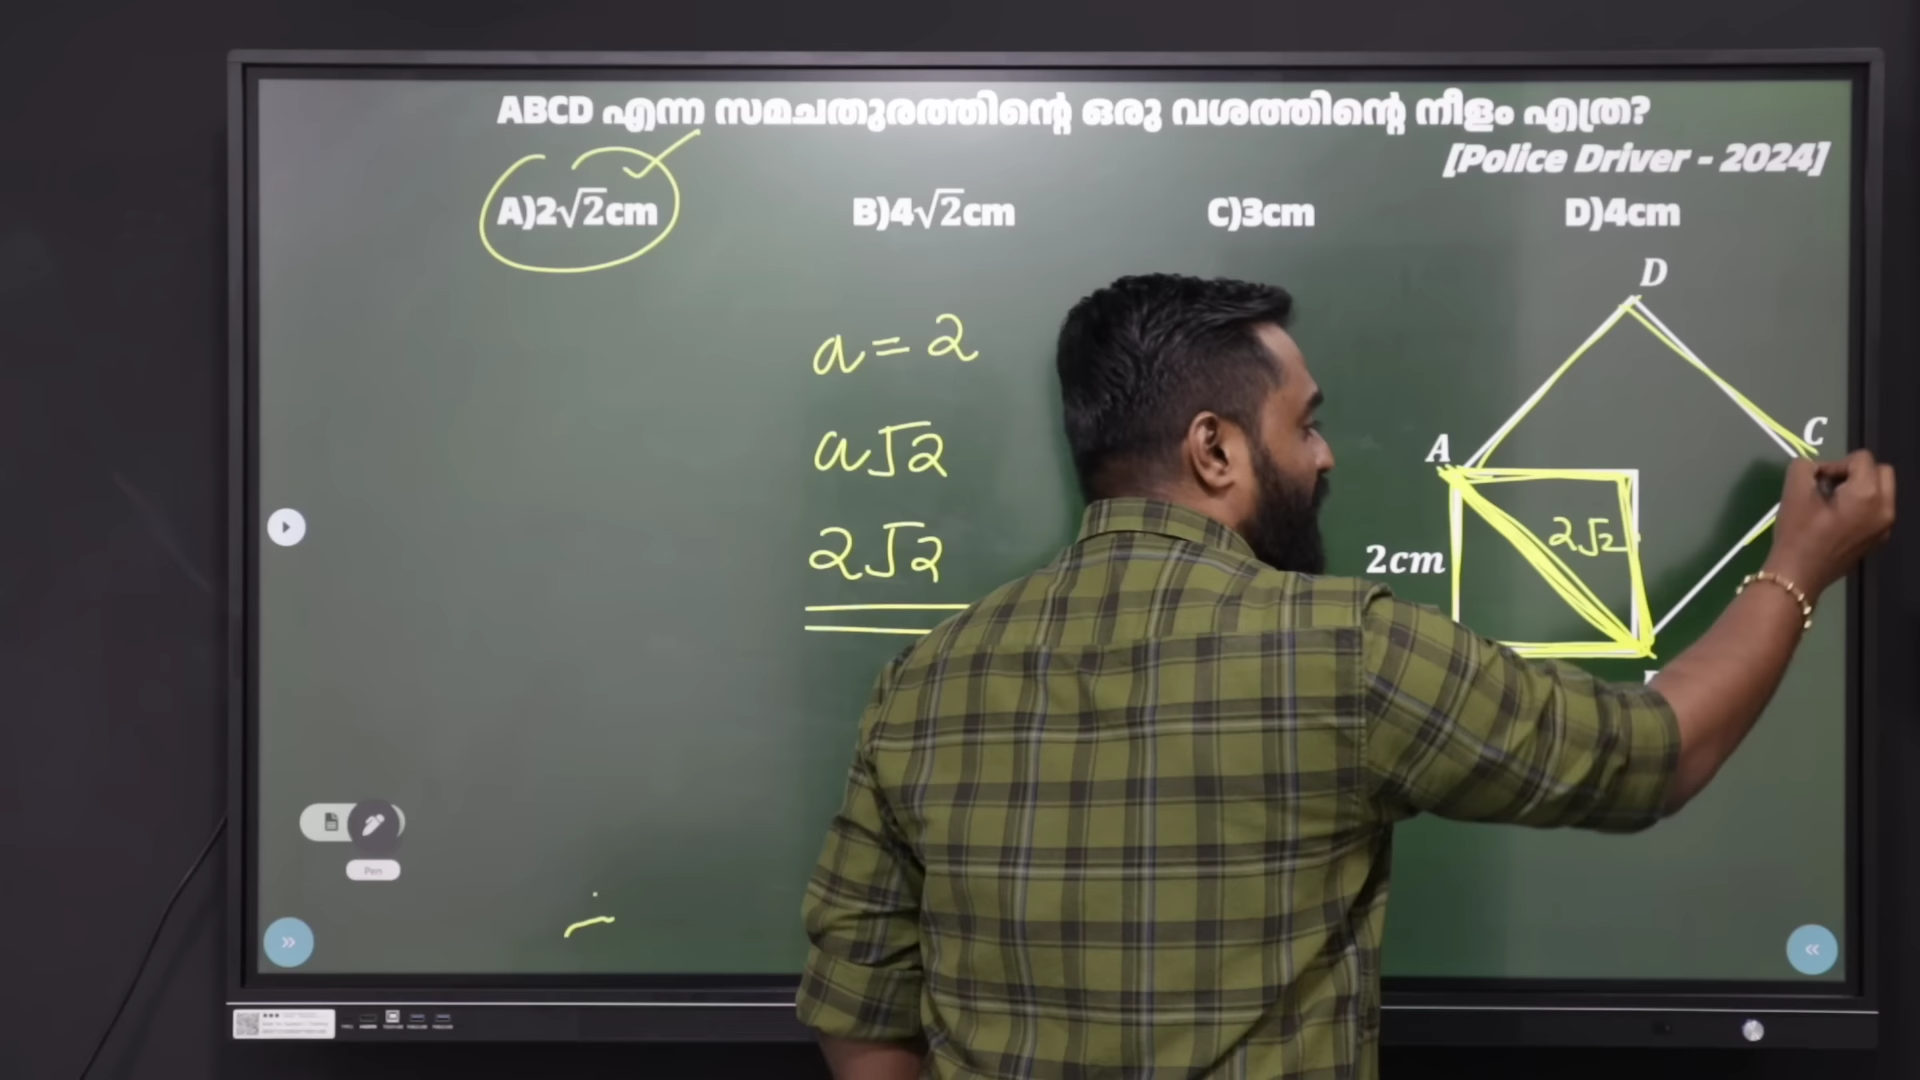 ABCD എന്ന സമചതുരത്തിന്റെ ഒരു വശത്തിന്റെ നീളം എത്ര?
[Police Driver - 2024]
A)2√2cm B)4√2cm C)3cm D)4cm
D
a = 2
C
A
a√2
2√2
2cm
2√2
Pen